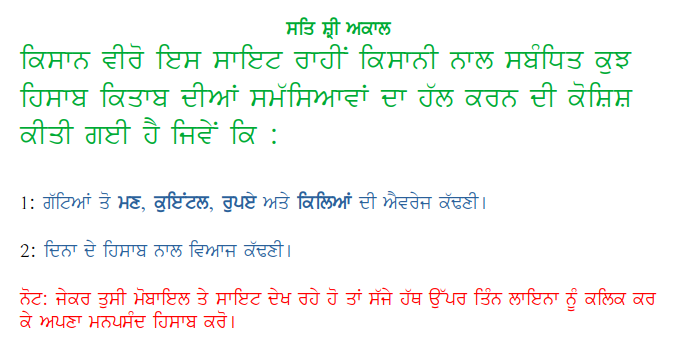 ਸਤਿ ਸ਼੍ਰੀ ਅਕਾਲ
ਕਿਸਾਨ ਵੀਰੋ ਇਸ ਸਾਇਟ ਰਾਹੀਂ ਕਿਸਾਨੀ ਨਾਲ ਸਬੰਧਿਤ ਕੁਝ
ਹਿਸਾਬ ਕਿਤਾਬ ਦੀਆਂ ਸਮੱਸਿਆਵਾਂ ਦਾ ਹੱਲ ਕਰਨ ਦੀ ਕੋਸ਼ਿਸ਼
ਕੀਤੀ ਗਈ ਹੈ ਜਿਵੇਂ ਕਿ :
1: ਗੱਟਿਆਂ ਤੋ ਮਣ, ਕੁਇੰਟਲ, ਰੁਪਏ ਅਤੇ ਕਿਲਿਆਂ ਦੀ ਐਵਰੇਜ ਕੱਢਣੀ।
2: ਦਿਨਾ ਦੇ ਹਿਸਾਬ ਨਾਲ ਵਿਆਜ ਕੱਢਣੀ।
ਨੋਟ: ਜੇਕਰ ਤੁਸੀ ਮੋਬਾਇਲ ਤੇ ਸਾਇਟ ਦੇਖ ਰਹੇ ਹੋ ਤਾਂ ਸੱਜੇ ਹੱਥ ਉੱਪਰ ਤਿੰਨ ਲਾਇਨਾ ਨੂੰ ਕਲਿਕ ਕਰ
ਕੇ ਅਪਣਾ ਮਨਪਸੰਦ ਹਿਸਾਬ ਕਰੋ।